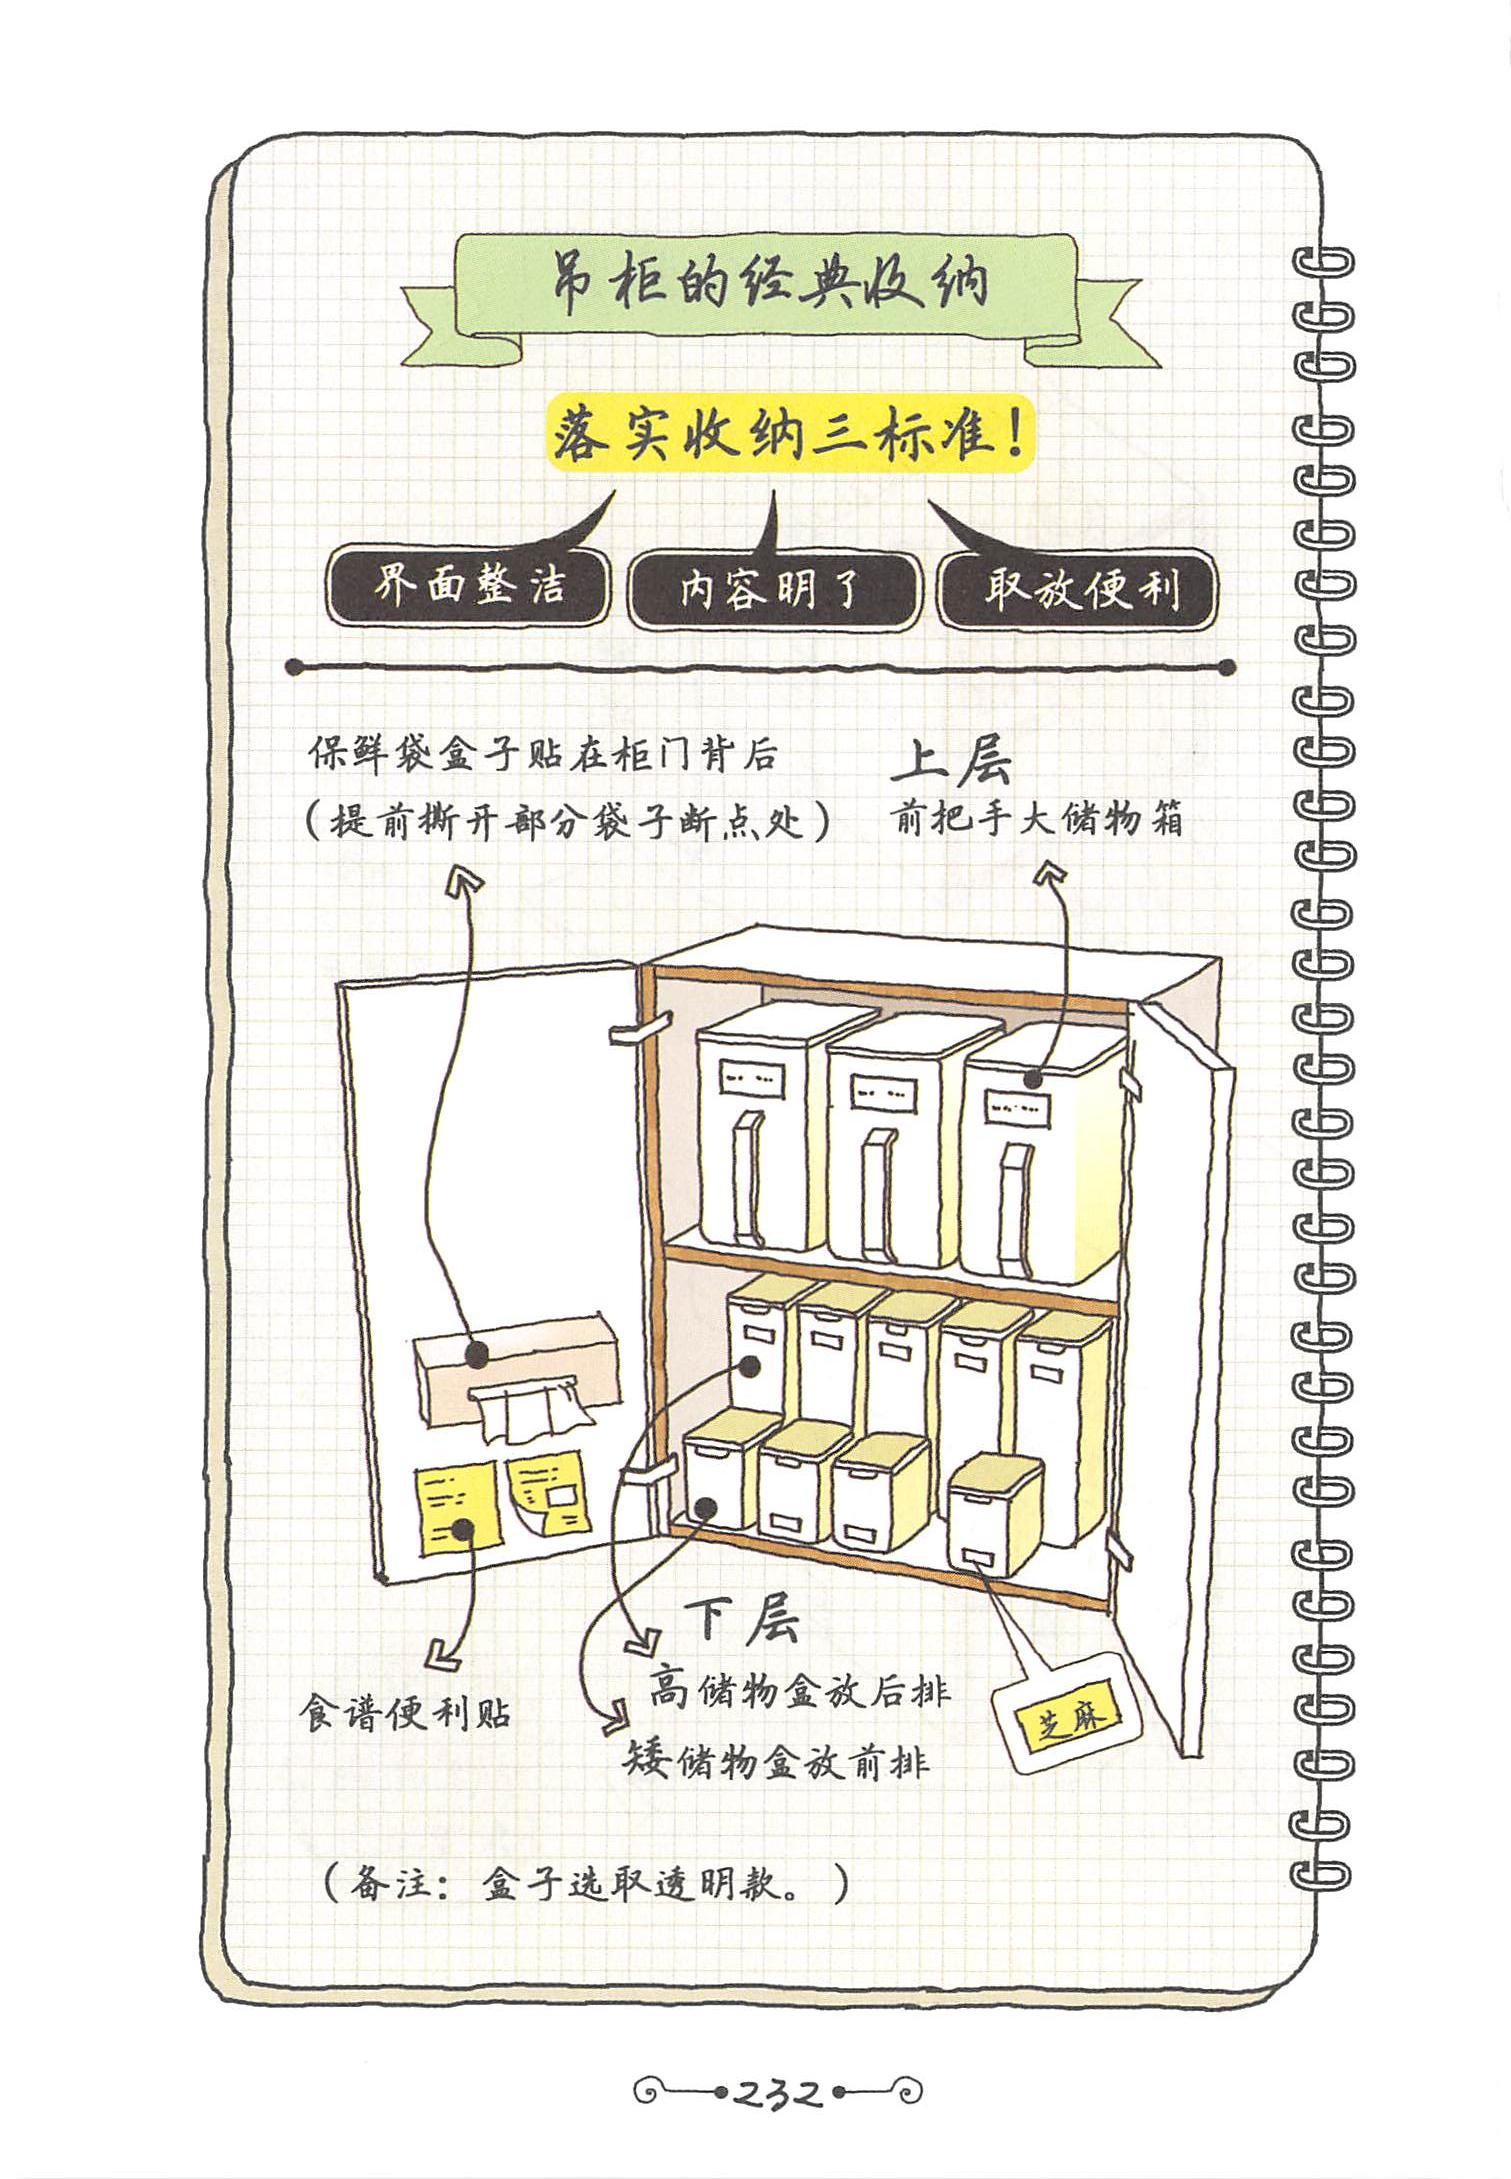 吊柜的经典收纳
落实收纳三标准！
界面整洁
内容明了
取放便利
保鲜袋盒子贴在柜门背后
（提前撕开部分袋子断点处）
上层
前把手大储物箱
下层
高储物盒放后排
矮储物盒放前排
食谱便利贴
芝麻
（备注：盒子选取透明款。）
232